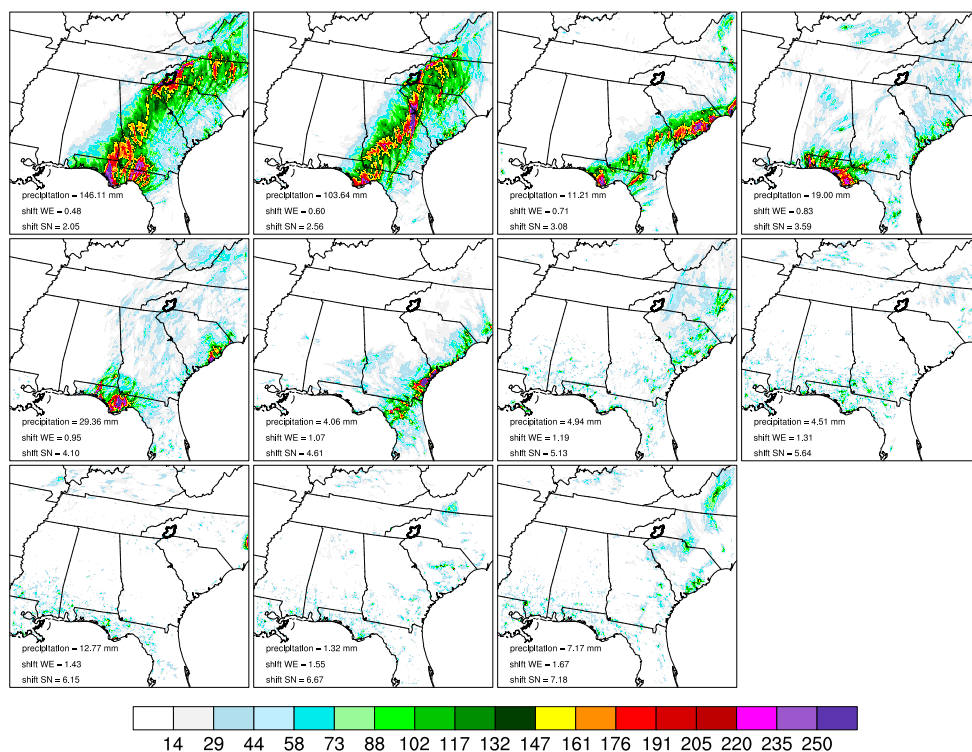 precipitation = 146.11 mm
shift WE = 0.48
shift SN = 2.05
precipitation = 103.64 mm
shift WE = 0.60
shift SN = 2.56
precipitation = 11.21 mm
shift WE = 0.71
shift SN = 3.08
precipitation = 19.00 mm
shift WE = 0.83
shift SN = 3.59
precipitation = 29.36 mm
shift WE = 0.95
shift SN = 4.10
precipitation = 4.06 mm
shift WE = 1.07
shift SN = 4.61
precipitation = 4.94 mm
shift WE = 1.19
shift SN = 5.13
precipitation = 4.51 mm
shift WE = 1.31
shift SN = 5.64
precipitation = 12.77 mm
shift WE = 1.43
shift SN = 6.15
precipitation = 1.32 mm
shift WE = 1.55
shift SN = 6.67
precipitation = 7.17 mm
shift WE = 1.67
shift SN = 7.18
14 29 44 58 73 88 102 117 132 147 161 176 191 205 220 235 250